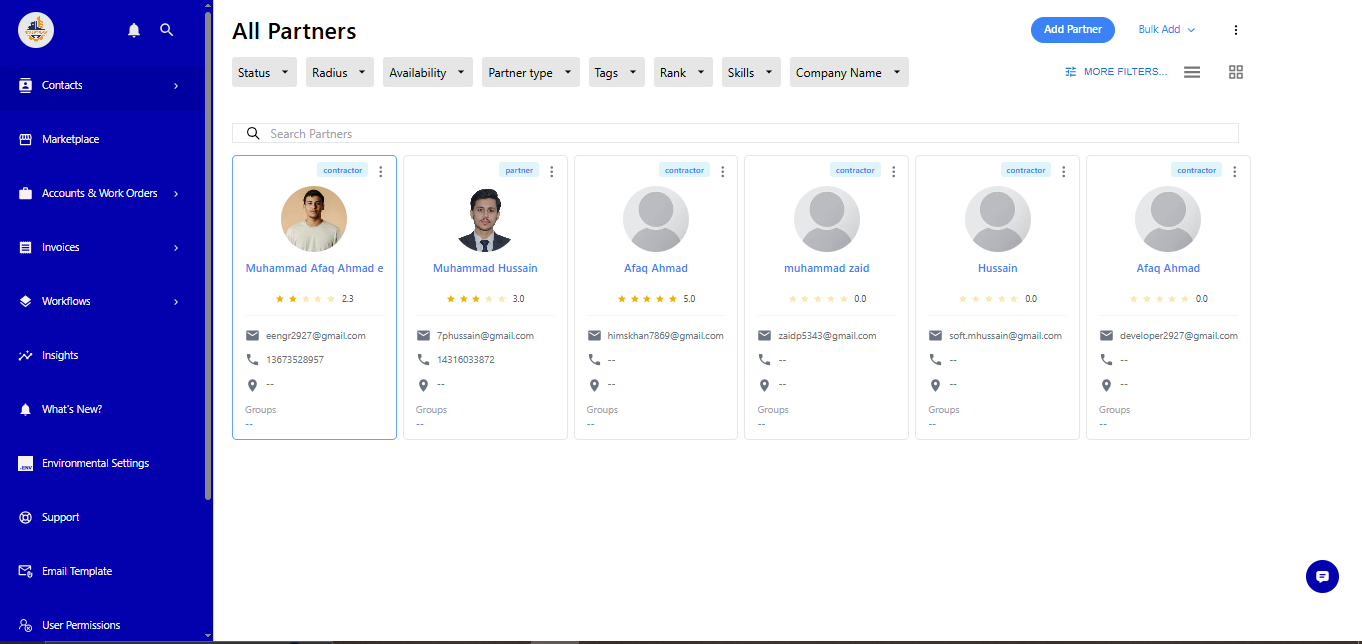 All Partners
Add Partner
Bulk Add
Contacts
Marketplace
Accounts & Work Orders
Invoices
Workflows
Insights
What's New?
.ENV
Environmental Settings
Support
Email Template
User Permissions
Status
Radius
Availability
Partner type
Tags
Rank
Skills
Company Name
MORE FILTERS...
Search Partners
contractor
Muhammad Afaq Ahmad e
2.3
eengr2927@gmail.com
13673528957
--
Groups
--
partner
Muhammad Hussain
3.0
7phussain@gmail.com
14316033872
--
Groups
--
contractor
Afaq Ahmad
5.0
himskhan7869@gmail.com
--
--
Groups
--
contractor
muhammad zaid
0.0
zaidp5343@gmail.com
--
--
Groups
--
contractor
Hussain
0.0
soft.mhussain@gmail.com
--
--
Groups
--
contractor
Afaq Ahmad
0.0
developer2927@gmail.com
--
--
Groups
--